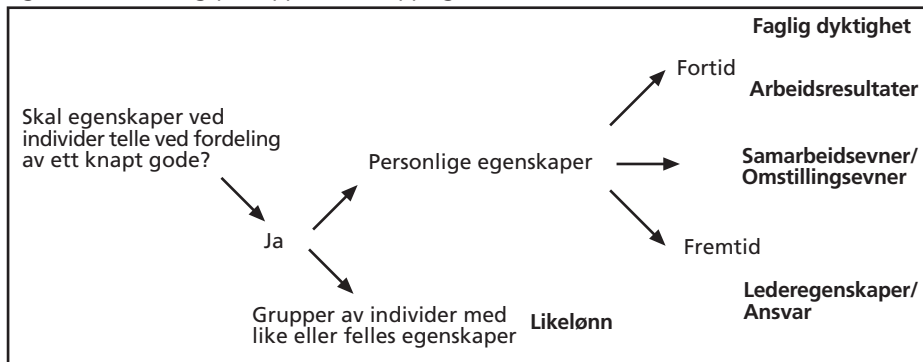 Faglig dyktighet
Fortid
Arbeidsresultater
Skal egenskaper ved
individer telle ved fordeling
av ett knapt gode?
Personlige egenskaper
Samarbeidsevner/
Omstillingsevner
Ja
Fremtid
Lederegenskaper/
Ansvar
Grupper av individer med
like eller felles egenskaper
Likelønn